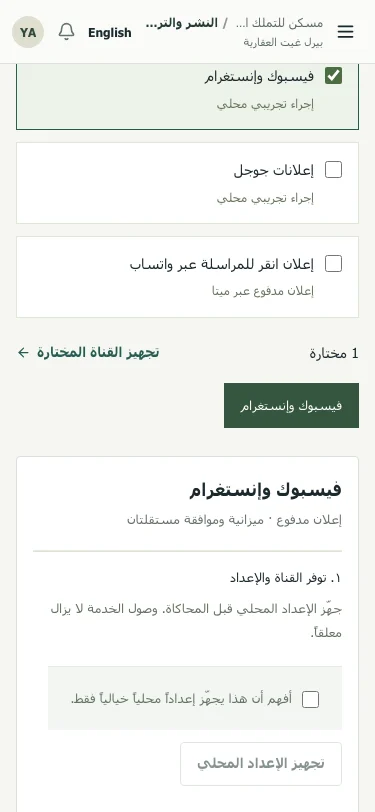 مسكن للتملك ا... / النشر والتر...
بيرل غيت العقارية
English
YA
فيسبوك وإنستغرام
إجراء تجريبي محلي
إعلانات جوجل
إجراء تجريبي محلي
إعلان انقر للمراسلة عبر واتساب
إعلان مدفوع عبر ميتا
1 مختارة
تجهيز القناة المختارة ←
فيسبوك وإنستغرام
فيسبوك وإنستغرام
إعلان مدفوع · ميزانية وموافقة مستقلتان
١. توفر القناة والإعداد
جهّز الإعداد المحلي قبل المحاكاة. وصول الخدمة لا يزال
معلقاً.
أفهم أن هذا يجهّز إعداداً محلياً خيالياً فقط.
تجهيز الإعداد المحلي